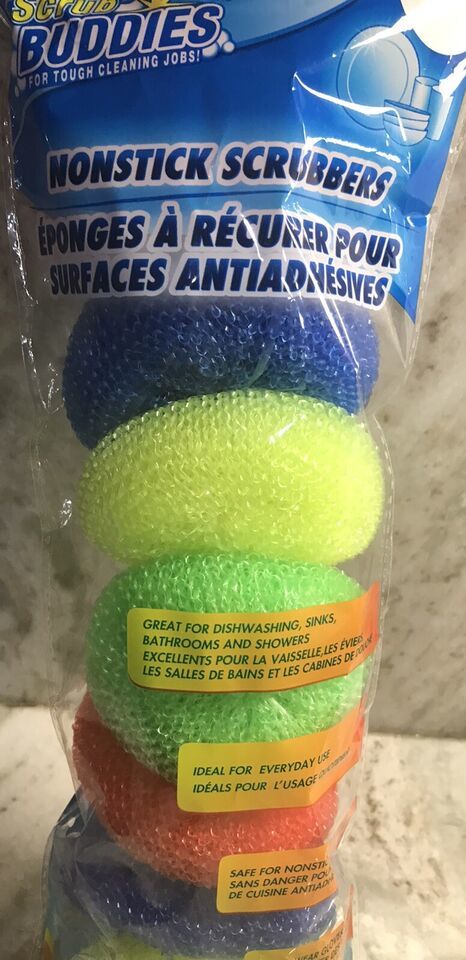 SCRUB
BUDDIES
FOR TOUGH CLEANING JOBS!
NONSTICK SCRUBBERS
ÉPONGES À RÉCURER POUR
SURFACES ANTIADHÉSIVES
GREAT FOR DISHWASHING, SINKS,
BATHROOMS AND SHOWERS
EXCELLENTS POUR LA VAISSELLE, LES ÉVIERS
LES SALLES DE BAINS ET LES CABINES DE DOUCHE
IDEAL FOR EVERYDAY USE
IDÉALS POUR L'USAGE QUOTIDIEN
SAFE FOR NONSTICK
SANS DANGER POUR
DE CUISINE